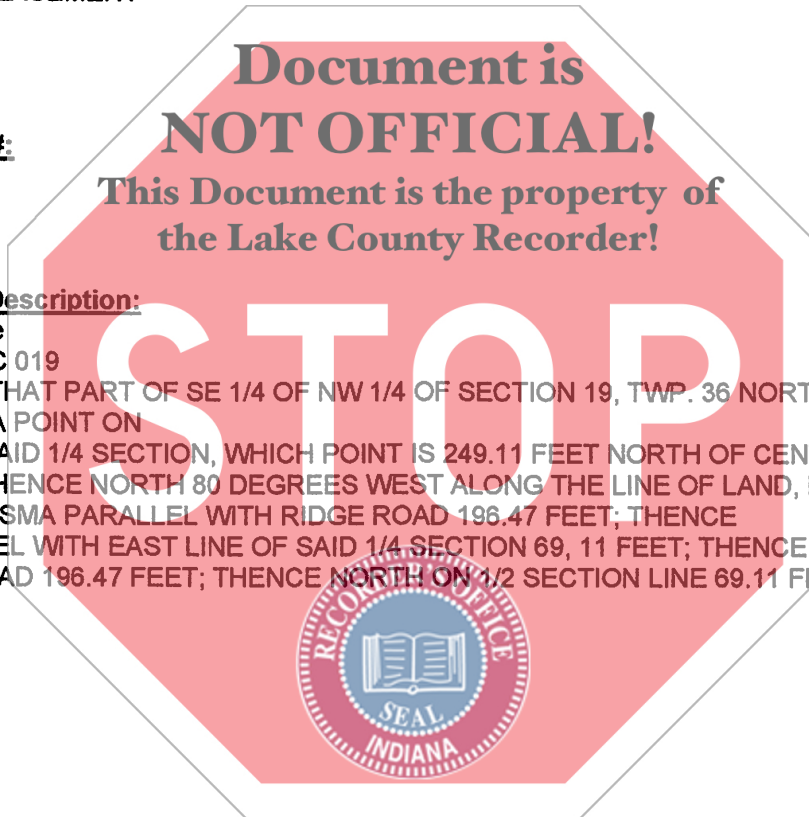 Document is
NOT OFFICIAL!
#:
This Document is the property of
the Lake County Recorder!
Description:
e
C 019
THAT PART OF SE 1/4 OF NW 1/4 OF SECTION 19, TWP. 36 NORT
A POINT ON
AID 1/4 SECTION, WHICH POINT IS 249.11 FEET NORTH OF CEN
HENCE NORTH 80 DEGREES WEST ALONG THE LINE OF LAND,
SMA PARALLEL WITH RIDGE ROAD 196.47 FEET; THENCE
EL WITH EAST LINE OF SAID 1/4 SECTION 69, 11 FEET; THENCE
AD 196.47 FEET; THENCE NORTH ON 1/2 SECTION LINE 69.11 F
STOP
RECORDER'S OFFICE
SEAL
INDIANA